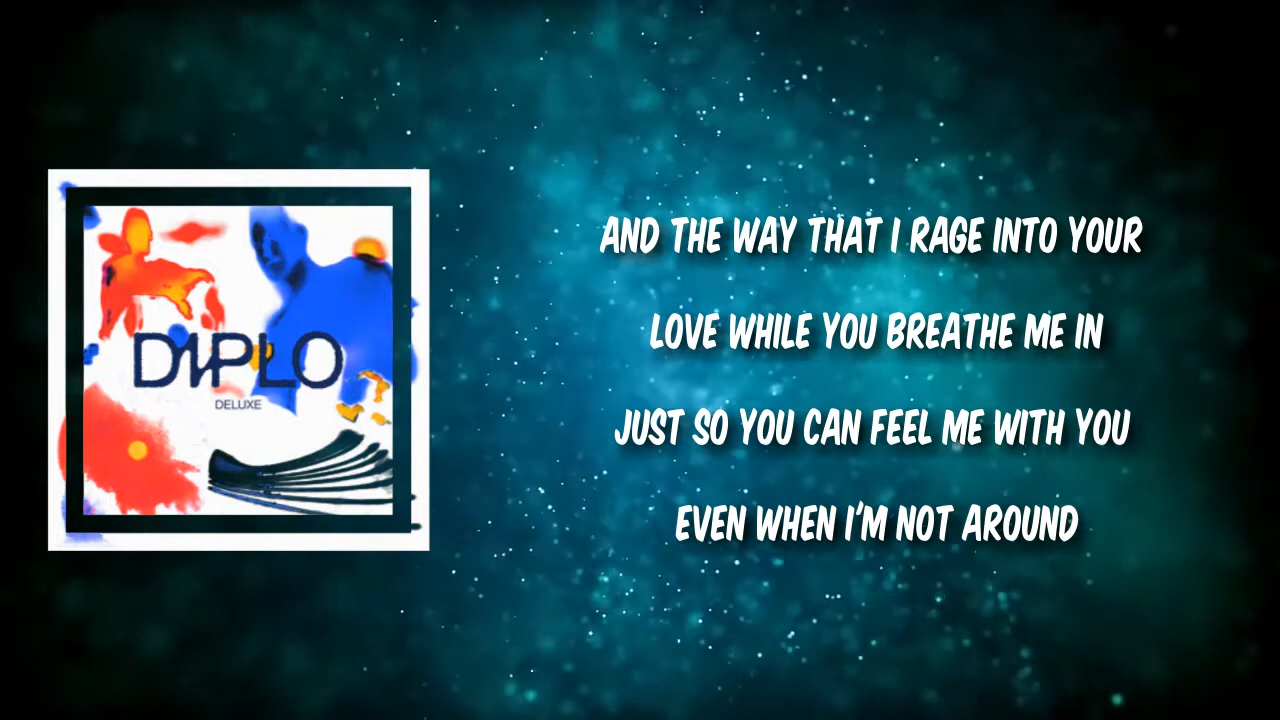 DIPLO
DELUXE
AND THE WAY THAT I RAGE INTO YOUR
LOVE WHILE YOU BREATHE ME IN
JUST SO YOU CAN FEEL ME WITH YOU
EVEN WHEN I'M NOT AROUND